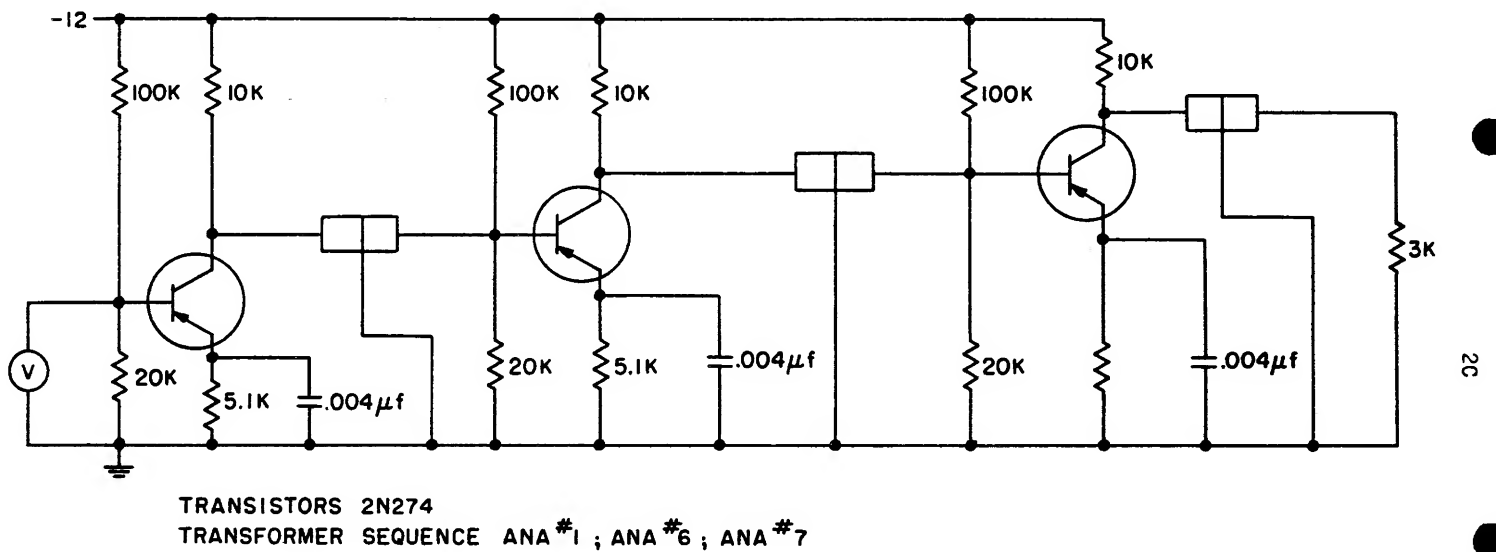 -12
100K
10K
100K
10K
100K
10K
3K
V
20K
5.1K
.004μf
20K
5.1K
.004μf
20K
.004μf
2C
TRANSISTORS 2N274
TRANSFORMER SEQUENCE ANA#1 ; ANA#6 ; ANA#7